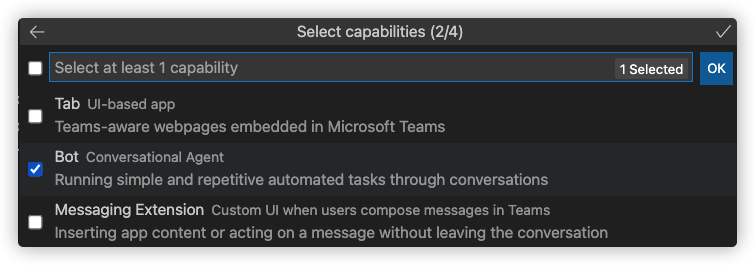 Select capabilities (2/4)
Select at least 1 capability 1 Selected OK
Tab UI-based app
Teams-aware webpages embedded in Microsoft Teams
Bot Conversational Agent
Running simple and repetitive automated tasks through conversations
Messaging Extension Custom UI when users compose messages in Teams
Inserting app content or acting on a message without leaving the conversation